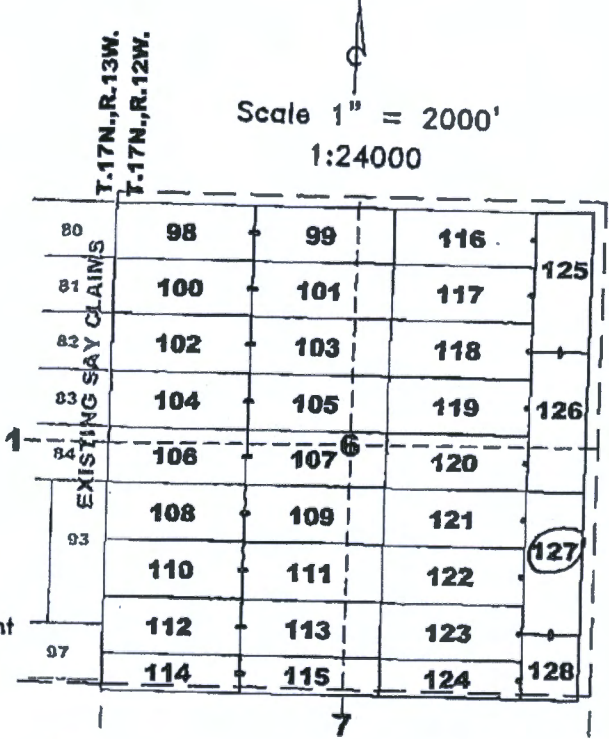 T.17N.,R.13W.
T.17N.,R.12W.
Scale 1" = 2000'
1:24000
80 98 99 116 125
81 100 101 117
82 102 103 118
83 104 105 119 126
1 6
84 106 107 120
EXISTING SAY CLAIMS
108 109 121
93 127
110 111 122
nt 112 113 123
97 128
114 115 124
7